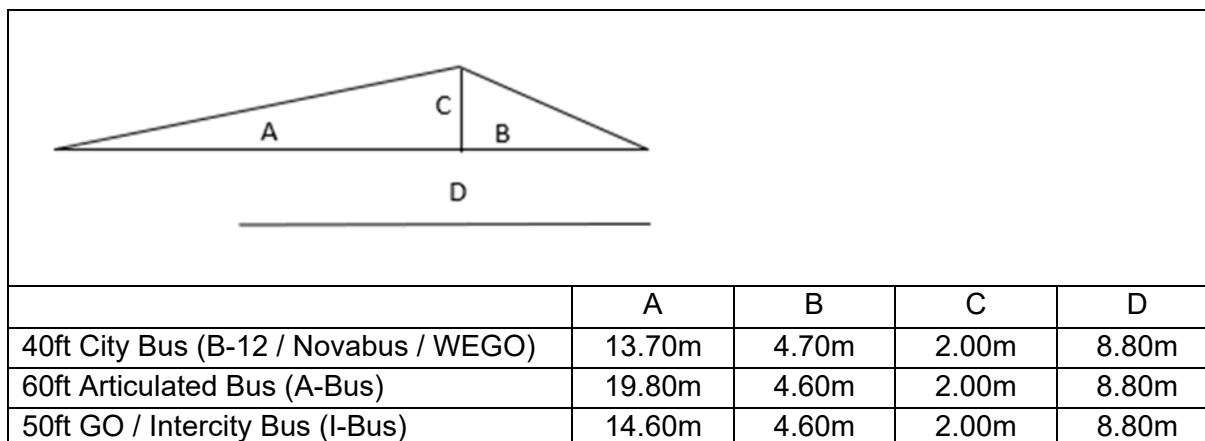 C
A
B
D
A B C D
40ft City Bus (B-12 / Novabus / WEGO) 13.70m 4.70m 2.00m 8.80m
60ft Articulated Bus (A-Bus) 19.80m 4.60m 2.00m 8.80m
50ft GO / Intercity Bus (I-Bus) 14.60m 4.60m 2.00m 8.80m